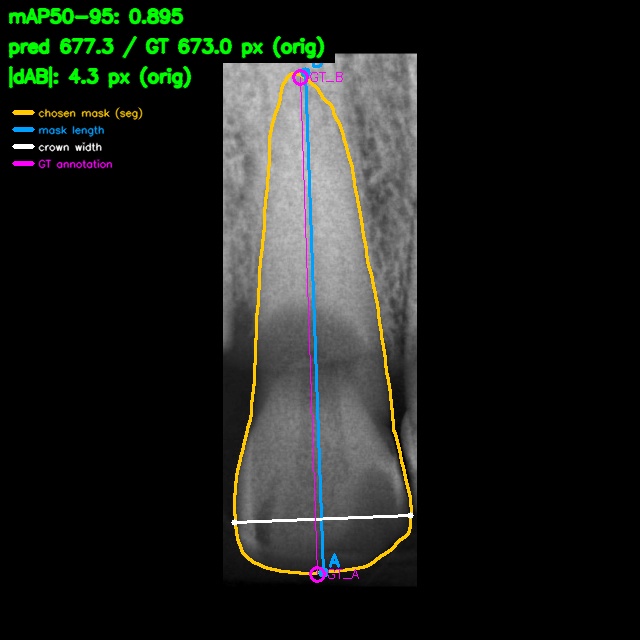 mAP50-95: 0.895
pred 677.3 / GT 673.0 px (orig)
|dAB|: 4.3 px (orig)
chosen mask (seg)
mask length
crown width
GT annotation
B
GT_B
A
GT_A